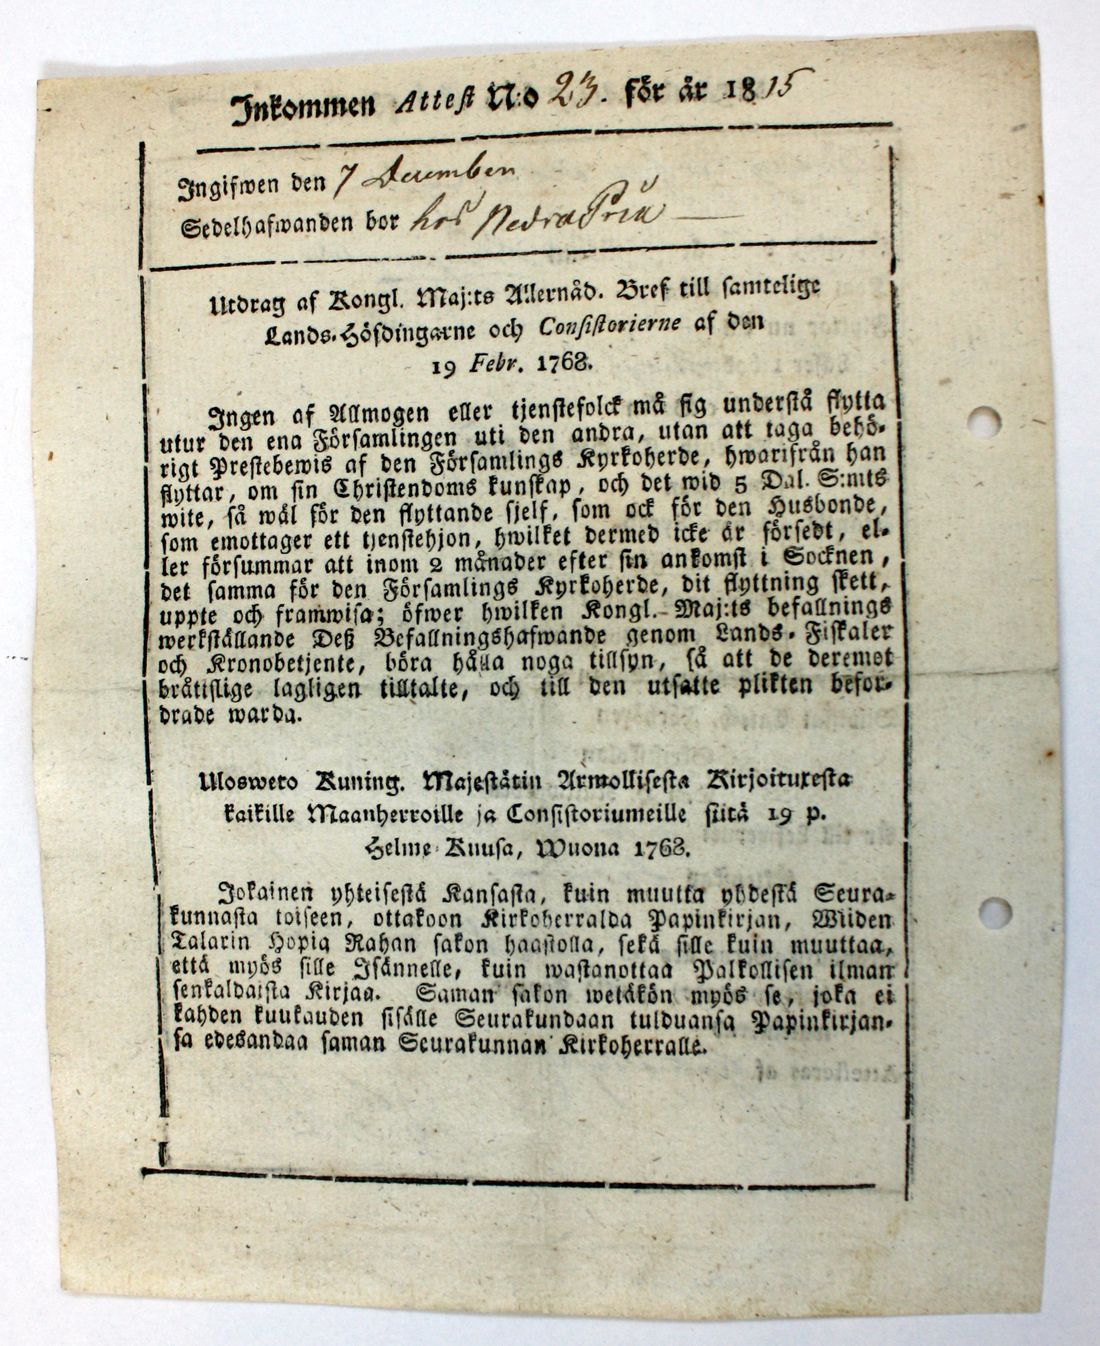 Inkommen Attest N:o 23. för år 1815
Ingifwen den 7 December
Sedelhafwanden bor hos Nedra
Utdrag af Kongl. Maj:ts Allernåd. Bref till samtelige
Lands-Höfdingarne och Consistorierne af den
19 Febr. 1768.
Ingen af Allmogen eller tjenstefolck må sig understå flytta
utur den ena Församlingen uti den andra, utan att taga behö-
rigt Prestebewis af den Församlings Kyrkoherde, hwarifrån han
flyttar, om sin Christendoms kunskap, och det wid 5 Dal. S:mts
wite, så wäl för den flyttande sjelf, som ock för den Husbonde,
som emottager ett tjenstehjon, hwilket dermed icke är försedt, el-
ler försummar att inom 2 månader efter sin ankomst i Socknen,
det samma för den Församlings Kyrkoherde, dit flyttning skett,
uppte och framwisa; öfwer hwilken Kongl. Maj:ts befallnings
werkställande Deß Befallningshafwande genom Lands-Fiskaler
och Kronobetjente, böra hålla noga tillsyn, så att de deremot
bråtislige lagligen tilltalte, och till den utsatte plikten befor-
drade warda.
Ulosweto Kuning. Majestätin Armollisesta Kirjoituxesta
kaikille Maanherroille ja Consistoriumeille siitä 19 p.
Helme-Kuusa, Wuona 1768.
Jokainen yhteisestä Kansasta, kuin muutta yhdestä Seura-
kunnasta toiseen, ottakoon Kirkoherralda Papinkirjan, Wiiden
Talarin Hopia Rahan sakon haastolla, sekä sille kuin muuttaa,
että myös sille Isännelle, kuin wastanottaa Palkollisen ilman
senkaldaista Kirjaa. Saman sakon wetäkön myös se, joka ei
kahden kuukauden sisälle Seurakundaan tulduansa Papinkirjan-
sa edesandaa saman Seurakunnan Kirkoherralle.